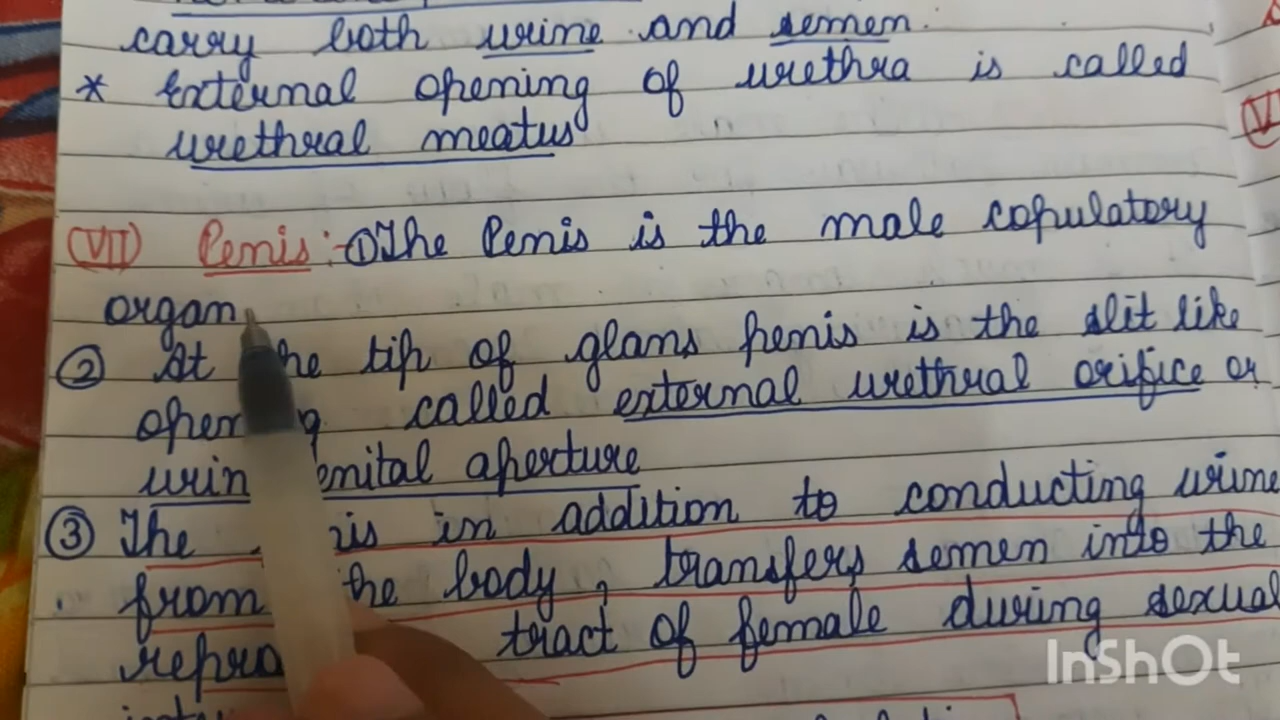 carry both urine and semen.
* External opening of urethra is called
urethral meatus
(VII) Penis:- ① The Penis is the male copulatory
organ
② At the tip of glans penis is the slit like
called external urethral orifice or
aperture
③ The in addition to conducting urine
from the body, transfers semen into the
tract of female during sexual
InShOt